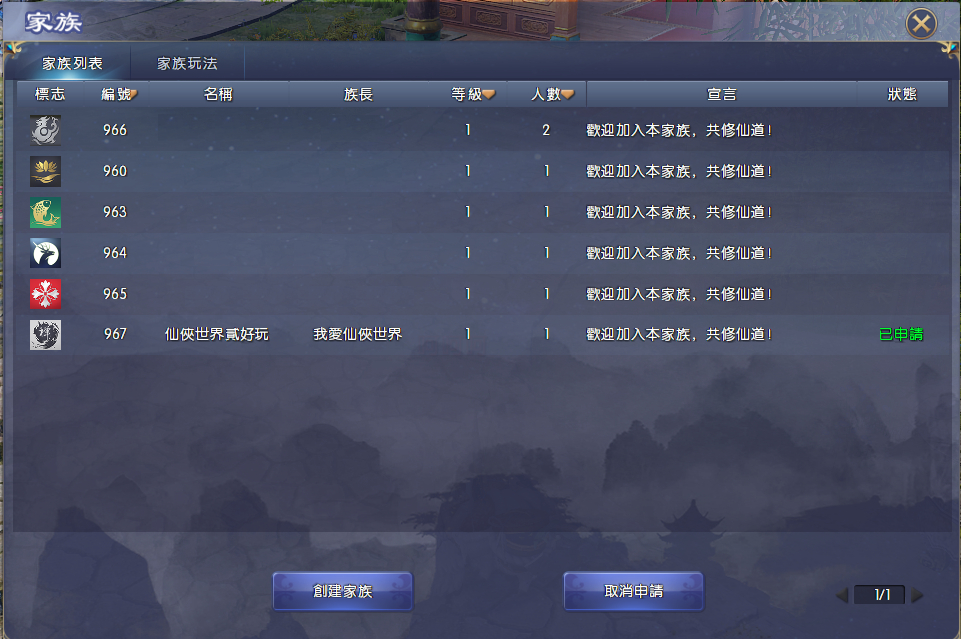 家族
家族列表 家族玩法
標志 編號 名稱 族長 等級 人數 宣言 狀態
966 1 2 歡迎加入本家族，共修仙道！
960 1 1 歡迎加入本家族，共修仙道！
963 1 1 歡迎加入本家族，共修仙道！
964 1 1 歡迎加入本家族，共修仙道！
965 1 1 歡迎加入本家族，共修仙道！
967 仙俠世界貳好玩 我愛仙俠世界 1 1 歡迎加入本家族，共修仙道！ 已申請
創建家族 取消申請 1/1